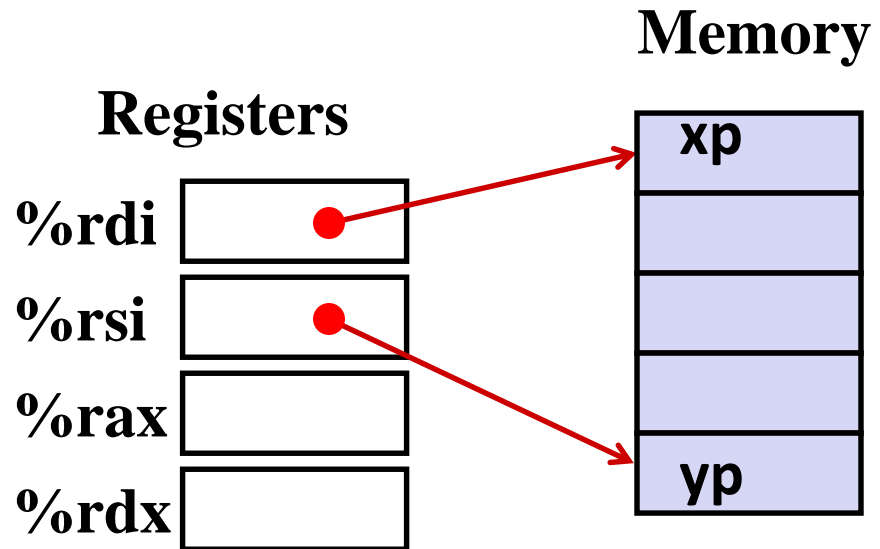 Memory
Registers
xp
%rdi
%rsi
%rax
yp
%rdx